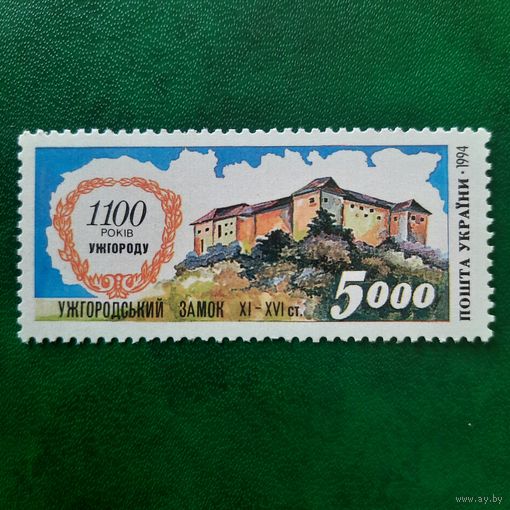 1100
РОКІВ
УЖГОРОДУ
УЖГОРОДСЬКИЙ ЗАМОК XI–XVI СТ.
5000
ПОШТА УКРАЇНИ · 1994
www.ay.by